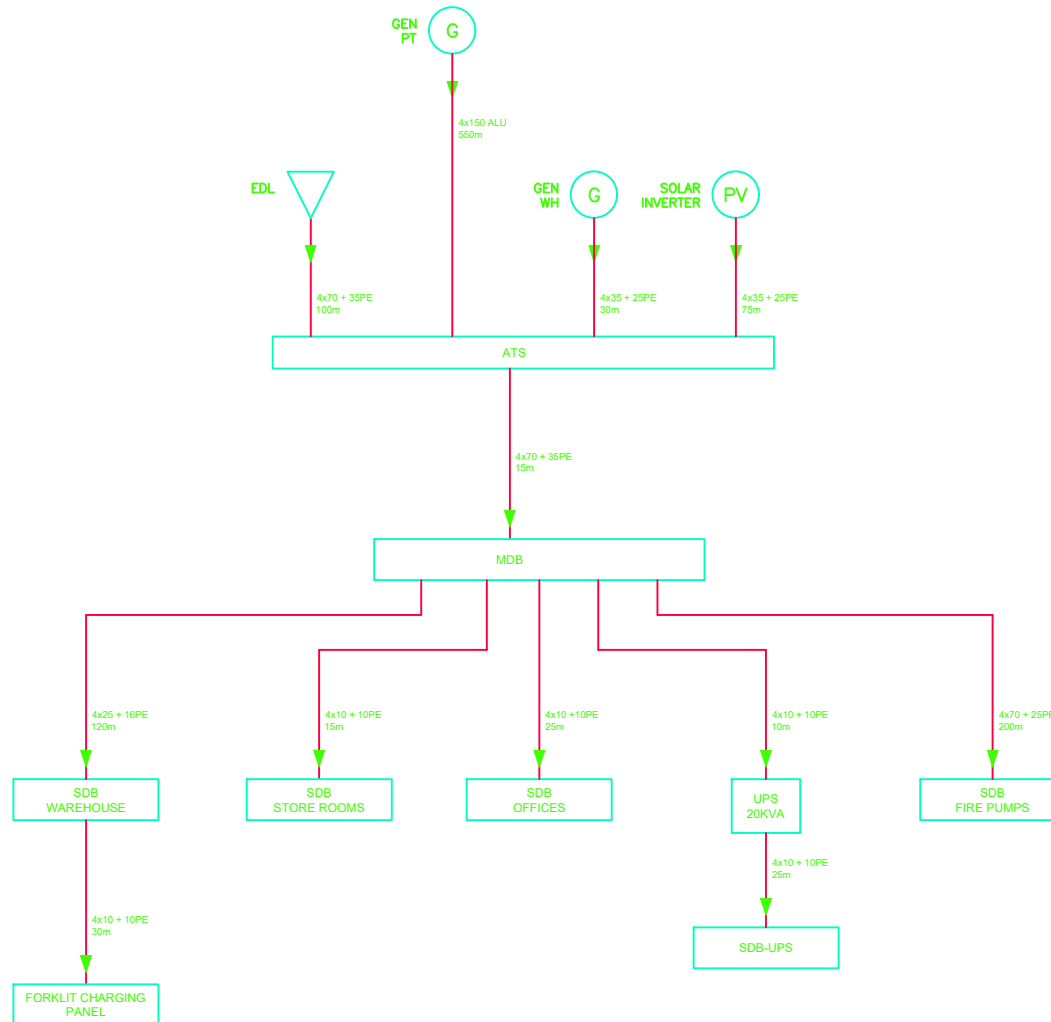 GEN
PT
G
4x150 ALU
550m
EDL
GEN
WH
G
SOLAR
INVERTER
PV
4x70 + 35PE
100m
4x35 + 25PE
30m
4x35 + 25PE
75m
ATS
4x70 + 35PE
15m
MDB
4x25 + 16PE
120m
4x10 + 10PE
15m
4x10 +10PE
25m
4x10 + 10PE
10m
4x70 + 25PE
200m
SDB
WAREHOUSE
SDB
STORE ROOMS
SDB
OFFICES
UPS
20KVA
SDB
FIRE PUMPS
4x10 + 10PE
25m
4x10 + 10PE
30m
SDB-UPS
FORKLIT CHARGING
PANEL